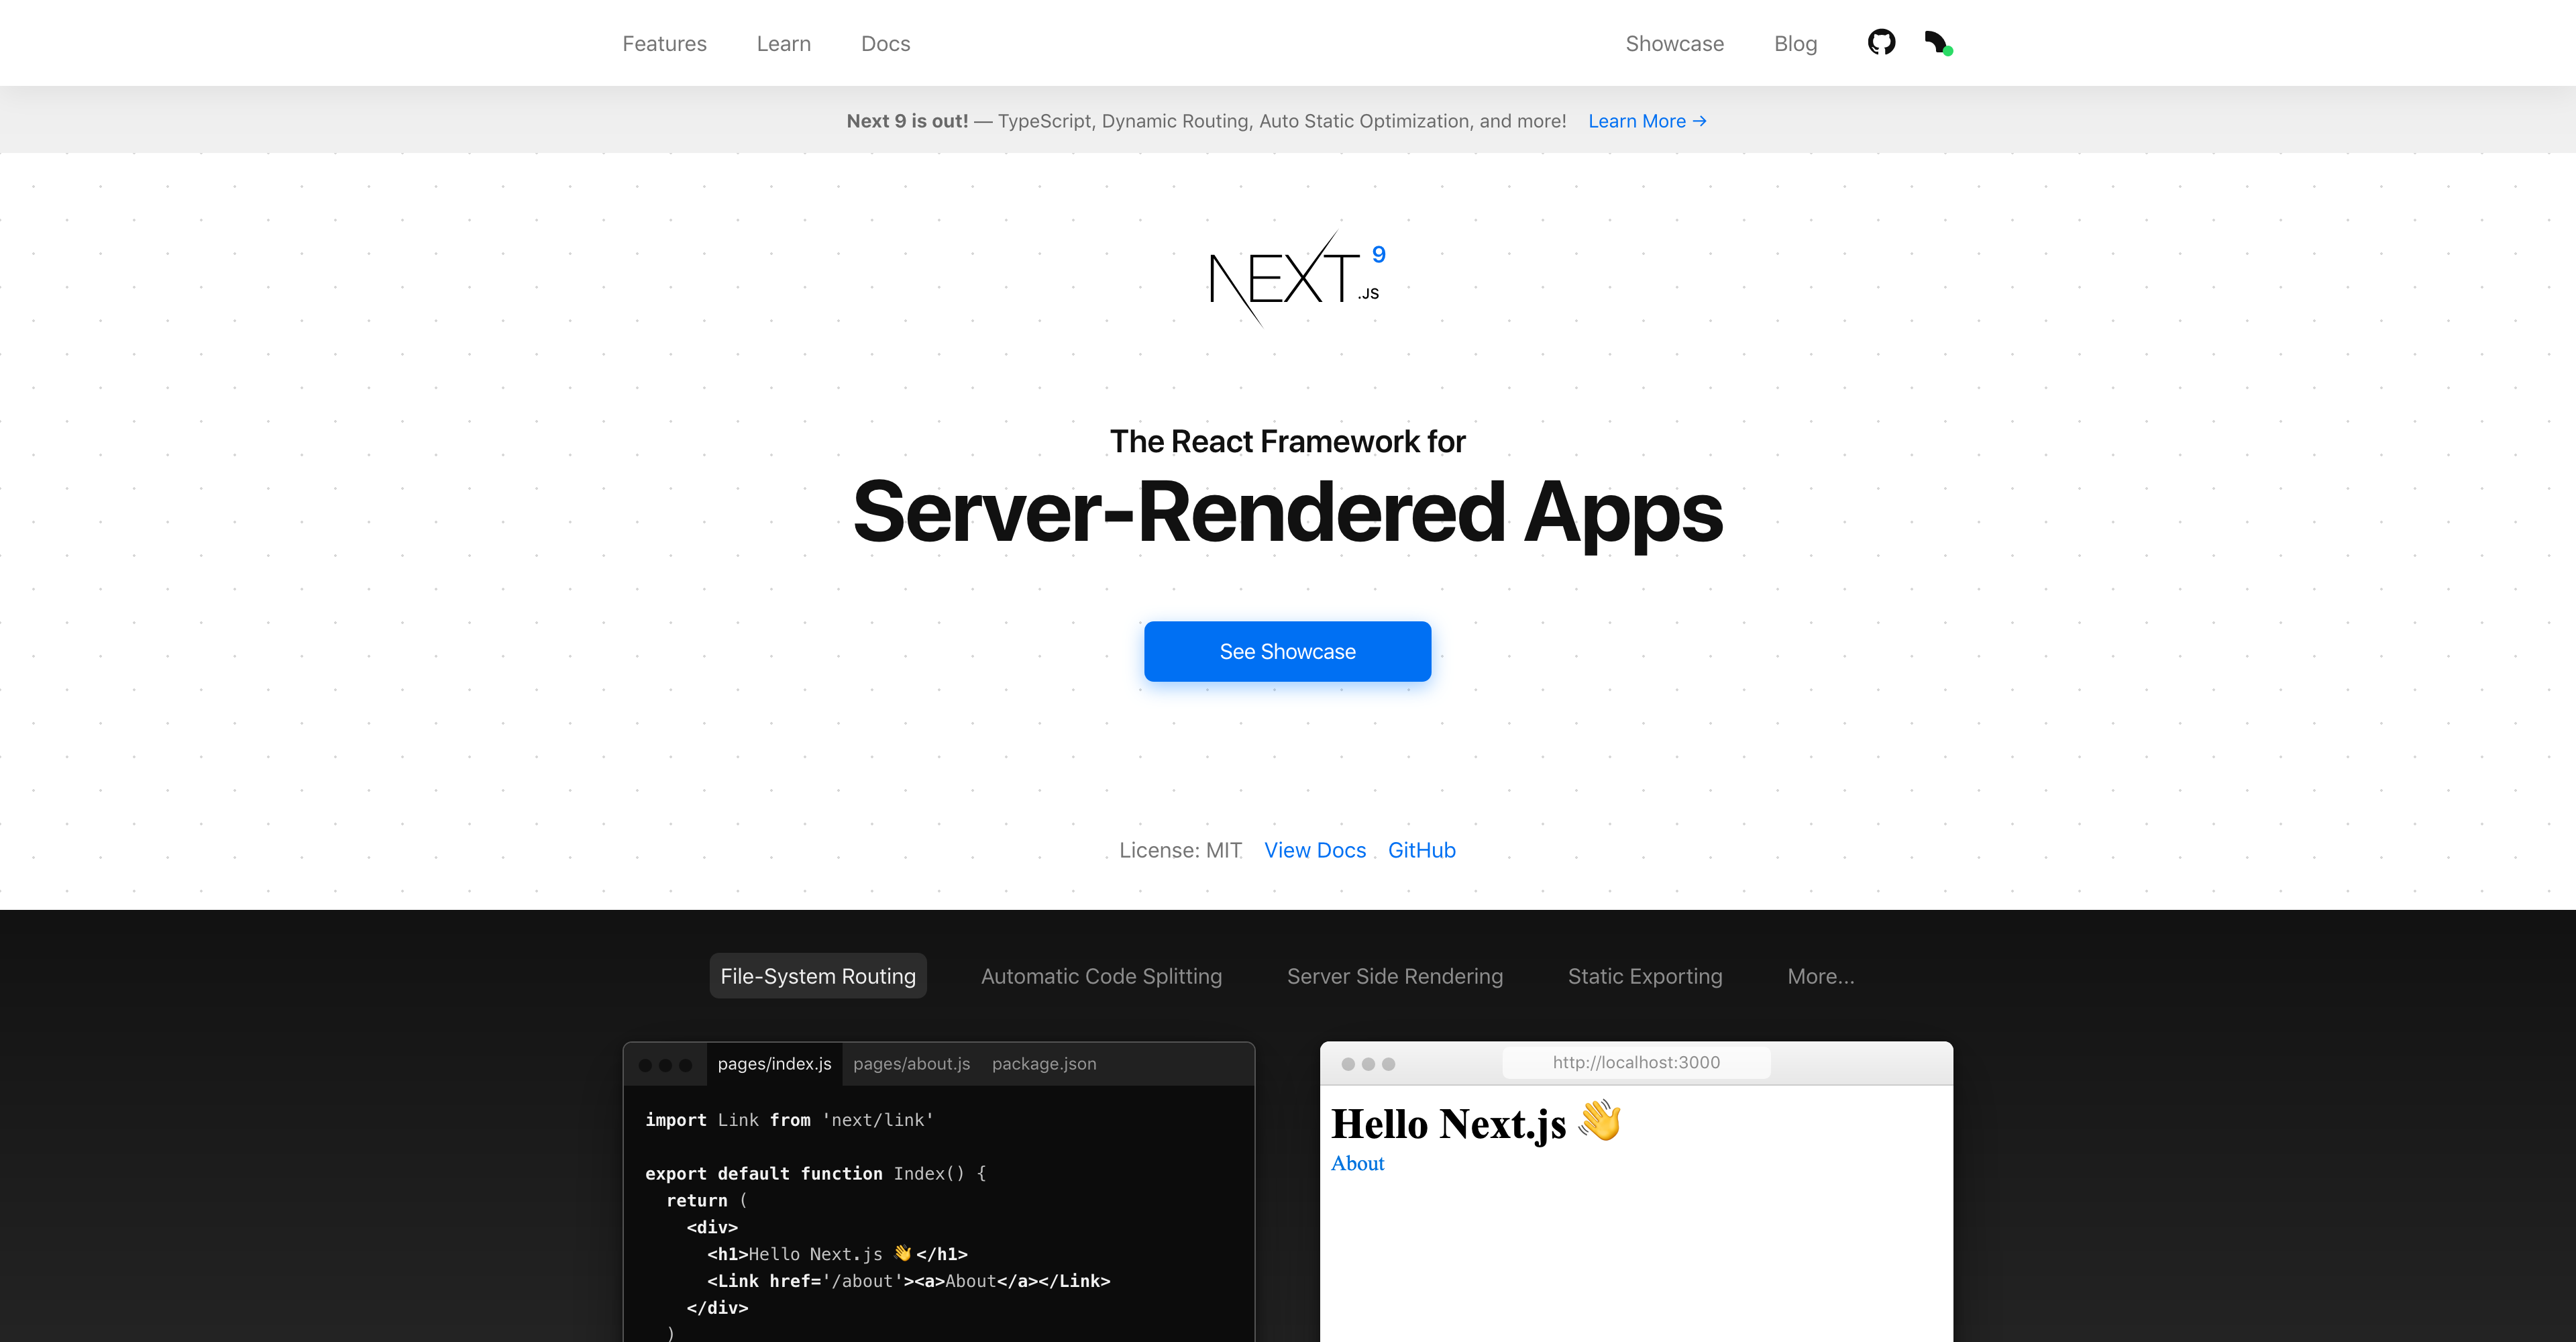 Features Learn Docs Showcase Blog
Next 9 is out! — TypeScript, Dynamic Routing, Auto Static Optimization, and more! Learn More →
NEXT.JS 9
The React Framework for
Server-Rendered Apps
See Showcase
License: MIT View Docs GitHub
File-System Routing Automatic Code Splitting Server Side Rendering Static Exporting More...
pages/index.js pages/about.js package.json
import Link from 'next/link'
export default function Index() {
  return (
    <div>
      <h1>Hello Next.js 👋</h1>
      <Link href='/about'><a>About</a></Link>
    </div>
  )
http://localhost:3000
Hello Next.js 👋
About